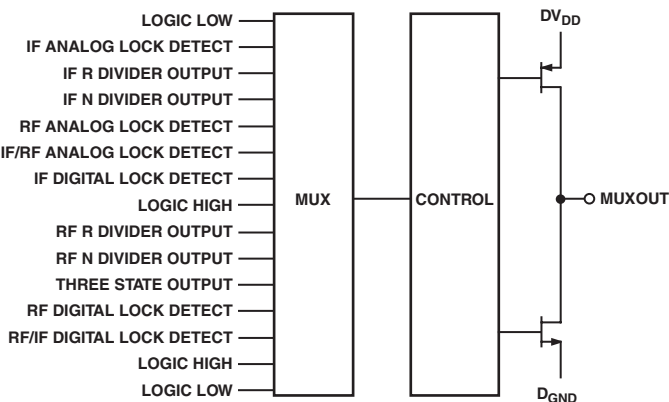 LOGIC LOW
IF ANALOG LOCK DETECT
IF R DIVIDER OUTPUT
IF N DIVIDER OUTPUT
RF ANALOG LOCK DETECT
IF/RF ANALOG LOCK DETECT
IF DIGITAL LOCK DETECT
LOGIC HIGH
RF R DIVIDER OUTPUT
RF N DIVIDER OUTPUT
THREE STATE OUTPUT
RF DIGITAL LOCK DETECT
RF/IF DIGITAL LOCK DETECT
LOGIC HIGH
LOGIC LOW
MUX
CONTROL
DVDD
MUXOUT
DGND